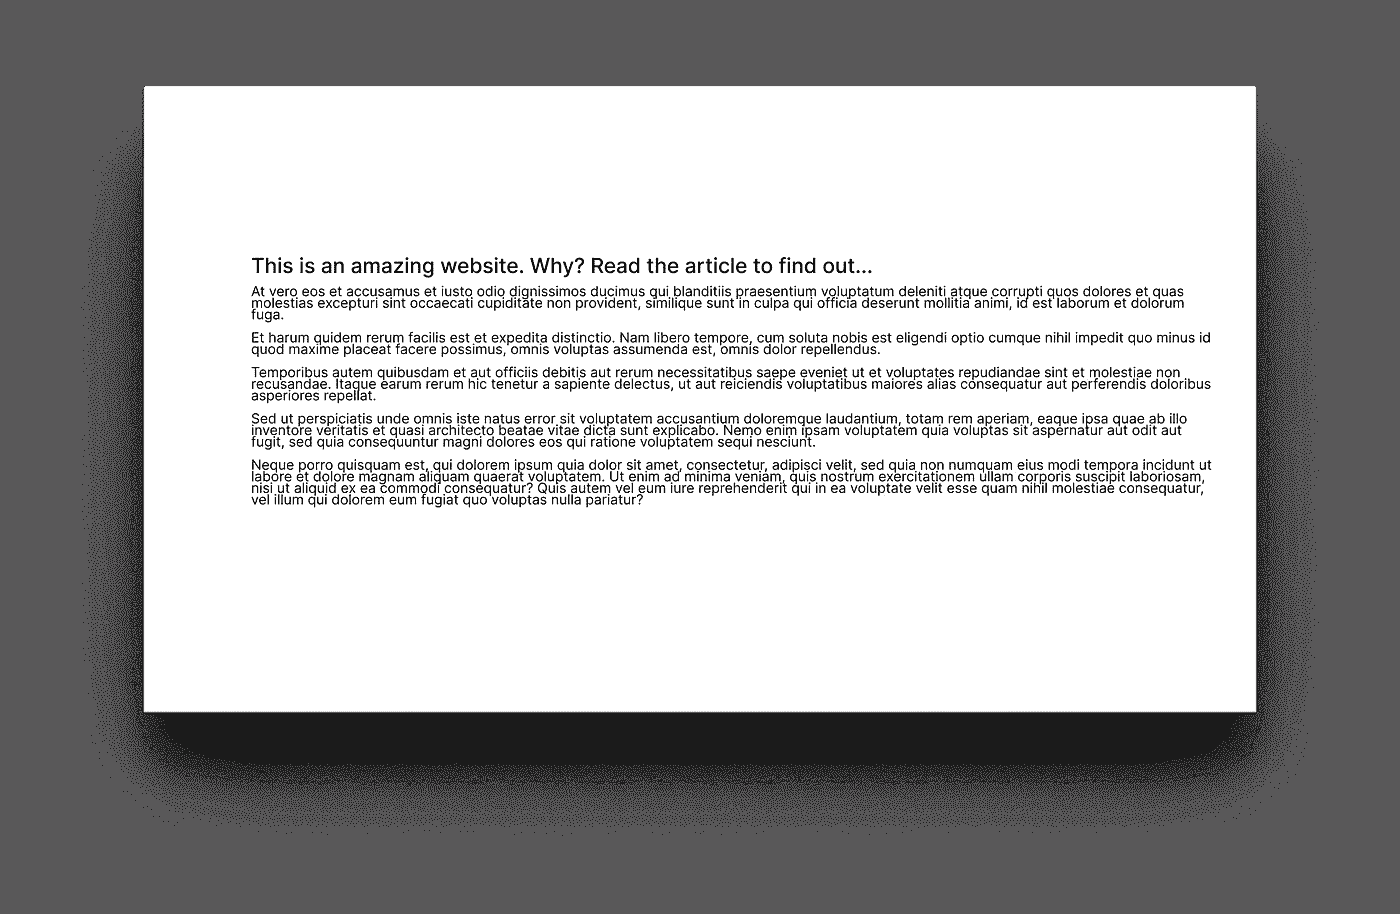 This is an amazing website. Why? Read the article to find out...
At vero eos et accusamus et iusto odio dignissimos ducimus qui blanditiis praesentium voluptatum deleniti atque corrupti quos dolores et quas
molestias excepturi sint occaecati cupiditate non provident, similique sunt in culpa qui officia deserunt mollitia animi, id est laborum et dolorum
fuga.
Et harum quidem rerum facilis est et expedita distinctio. Nam libero tempore, cum soluta nobis est eligendi optio cumque nihil impedit quo minus id
quod maxime placeat facere possimus, omnis voluptas assumenda est, omnis dolor repellendus.
Temporibus autem quibusdam et aut officiis debitis aut rerum necessitatibus saepe eveniet ut et voluptates repudiandae sint et molestiae non
recusandae. Itaque earum rerum hic tenetur a sapiente delectus, ut aut reiciendis voluptatibus maiores alias consequatur aut perferendis doloribus
asperiores repellat.
Sed ut perspiciatis unde omnis iste natus error sit voluptatem accusantium doloremque laudantium, totam rem aperiam, eaque ipsa quae ab illo
inventore veritatis et quasi architecto beatae vitae dicta sunt explicabo. Nemo enim ipsam voluptatem quia voluptas sit aspernatur aut odit aut
fugit, sed quia consequuntur magni dolores eos qui ratione voluptatem sequi nesciunt.
Neque porro quisquam est, qui dolorem ipsum quia dolor sit amet, consectetur, adipisci velit, sed quia non numquam eius modi tempora incidunt ut
labore et dolore magnam aliquam quaerat voluptatem. Ut enim ad minima veniam, quis nostrum exercitationem ullam corporis suscipit laboriosam,
nisi ut aliquid ex ea commodi consequatur? Quis autem vel eum iure reprehenderit qui in ea voluptate velit esse quam nihil molestiae consequatur,
vel illum qui dolorem eum fugiat quo voluptas nulla pariatur?